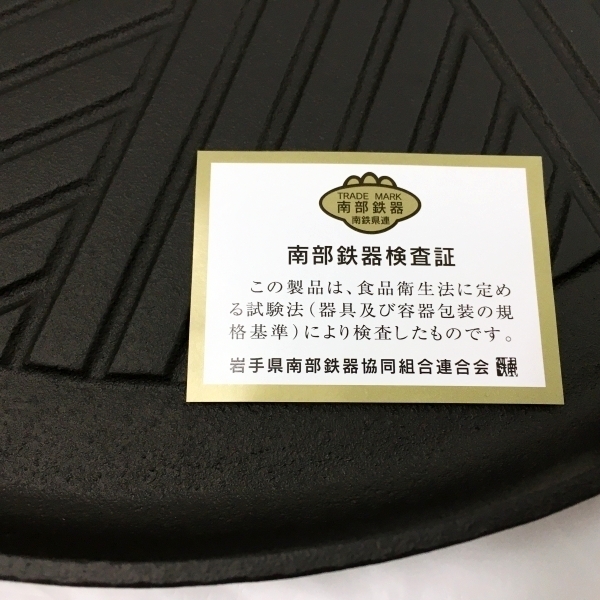 TRADE MARK
南部鉄器
南鉄県連
南部鉄器検査証
この製品は、食品衛生法に定め
る試験法(器具及び容器包装の規
格基準)により検査したものです。
岩手県南部鉄器協同組合連合会